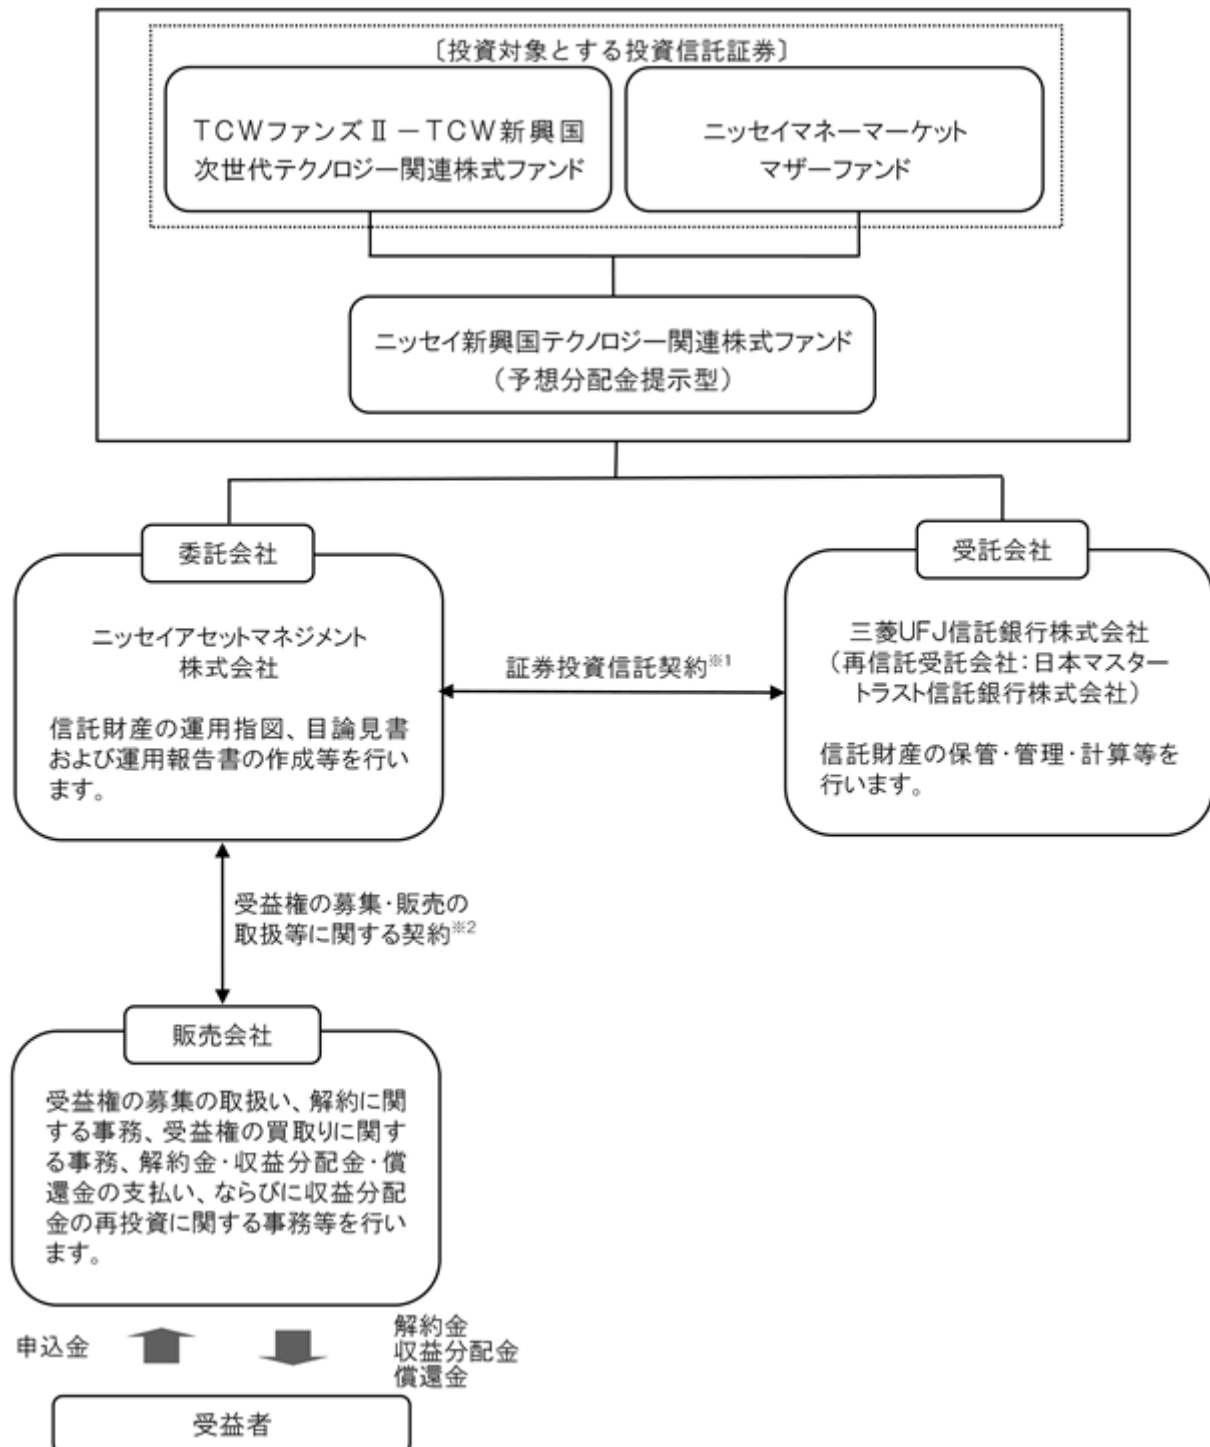 〔投資対象とする投資信託証券〕
ＴＣＷファンズⅡ－ＴＣＷ新興国
次世代テクノロジー関連株式ファンド
ニッセイマネーマーケット
マザーファンド
ニッセイ新興国テクノロジー関連株式ファンド
（予想分配金提示型）
委託会社
ニッセイアセットマネジメント
株式会社
信託財産の運用指図、目論見書
および運用報告書の作成等を行い
ます。
証券投資信託契約※1
受託会社
三菱UFJ信託銀行株式会社
（再信託受託会社：日本マスター
トラスト信託銀行株式会社）
信託財産の保管・管理・計算等を
行います。
受益権の募集・販売の
取扱等に関する契約※2
販売会社
受益権の募集の取扱い、解約に関
する事務、受益権の買取りに関す
る事務、解約金・収益分配金・償
還金の支払い、ならびに収益分配
金の再投資に関する事務等を行い
ます。
申込金
解約金
収益分配金
償還金
受益者